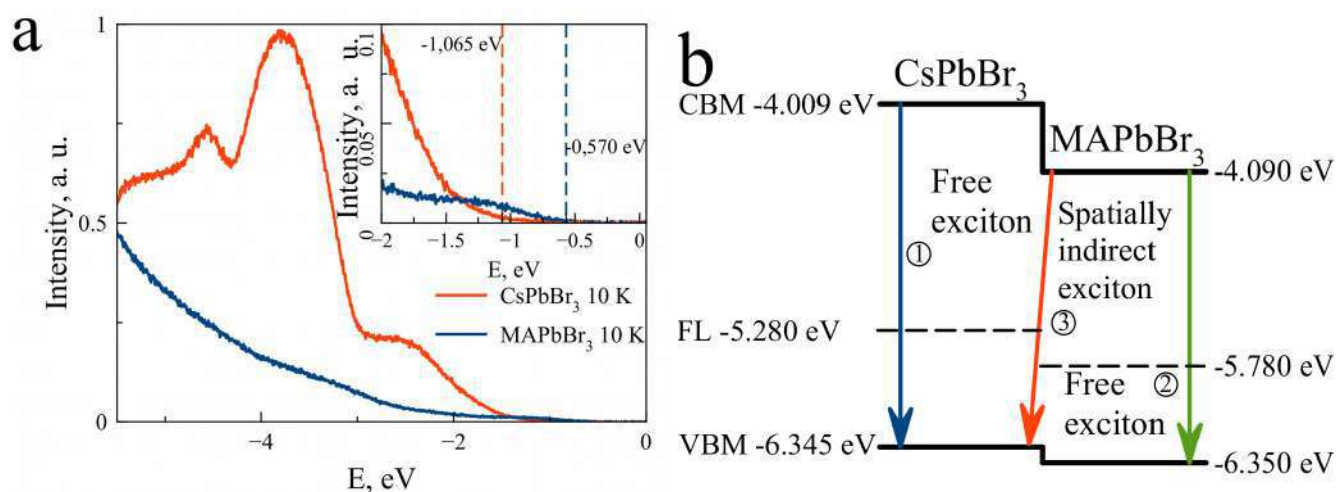 a
Intensity, a. u.
1
0.5
0
−4
−2
0
E, eV
Intensity, a. u.
0.1
0.05
0
−2
−1.5
−1
−0.5
0
E, eV
-1,065 eV
-0,570 eV
CsPbBr₃ 10 K
MAPbBr₃ 10 K
b
CsPbBr₃
CBM -4.009 eV
MAPbBr₃
-4.090 eV
Free
exciton
①
Spatially
indirect
exciton
③
FL -5.280 eV
-5.780 eV
②
Free
exciton
VBM -6.345 eV
-6.350 eV